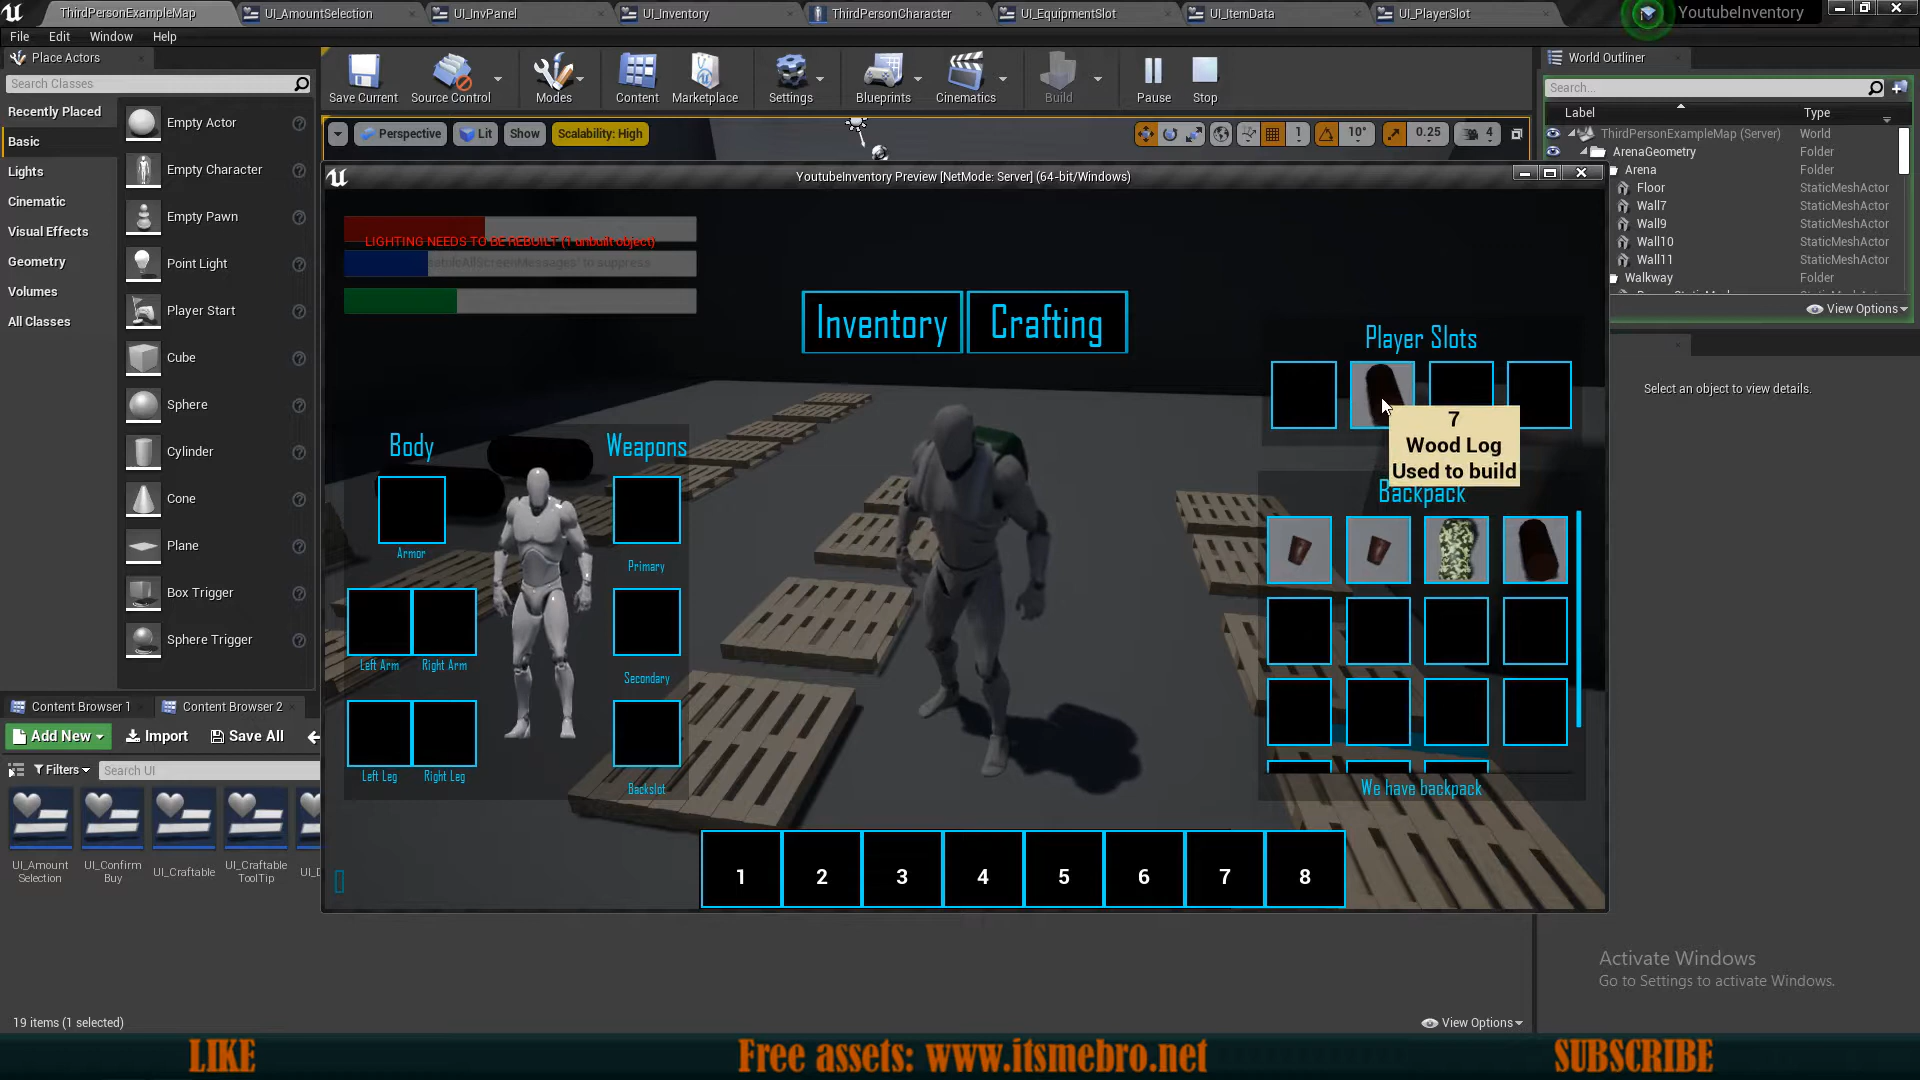 ThirdPersonExampleMap
UI_AmountSelection
UI_InvPanel
UI_Inventory
ThirdPersonCharacter
UI_EquipmentSlot
UI_ItemData
UI_PlayerSlot
YoutubeInventory
File Edit Window Help
Place Actors
Search Classes
Recently Placed
Basic
Lights
Cinematic
Visual Effects
Geometry
Volumes
All Classes
Empty Actor
Empty Character
Empty Pawn
Point Light
Player Start
Cube
Sphere
Cylinder
Cone
Plane
Box Trigger
Sphere Trigger
Save Current
Source Control
Modes
Content
Marketplace
Settings
Blueprints
Cinematics
Build
Pause
Stop
Perspective
Lit
Show
Scalability: High
1
10°
0.25
4
World Outliner
Search...
Label
Type
ThirdPersonExampleMap (Server) World
ArenaGeometry Folder
Arena Folder
Floor StaticMeshActor
Wall7 StaticMeshActor
Wall9 StaticMeshActor
Wall10 StaticMeshActor
Wall11 StaticMeshActor
Walkway Folder
View Options
Select an object to view details.
YoutubeInventory Preview [NetMode: Server] (64-bit/Windows)
LIGHTING NEEDS TO BE REBUILT (1 unbuilt object)
AllScreenMessages' to suppress
Inventory
Crafting
Player Slots
7
Wood Log
Used to build
Backpack
We have backpack
Body
Weapons
Armor
Primary
Left Arm
Right Arm
Secondary
Left Leg
Right Leg
Backslot
1 2 3 4 5 6 7 8
Content Browser 1
Content Browser 2
Add New
Import
Save All
Filters
Search UI
UI_Amount
Selection
UI_Confirm
Buy
UI_Craftable
UI_Craftable
ToolTip
19 items (1 selected)
View Options
Activate Windows
Go to Settings to activate Windows.
LIKE
Free assets: www.itsmebro.net
SUBSCRIBE